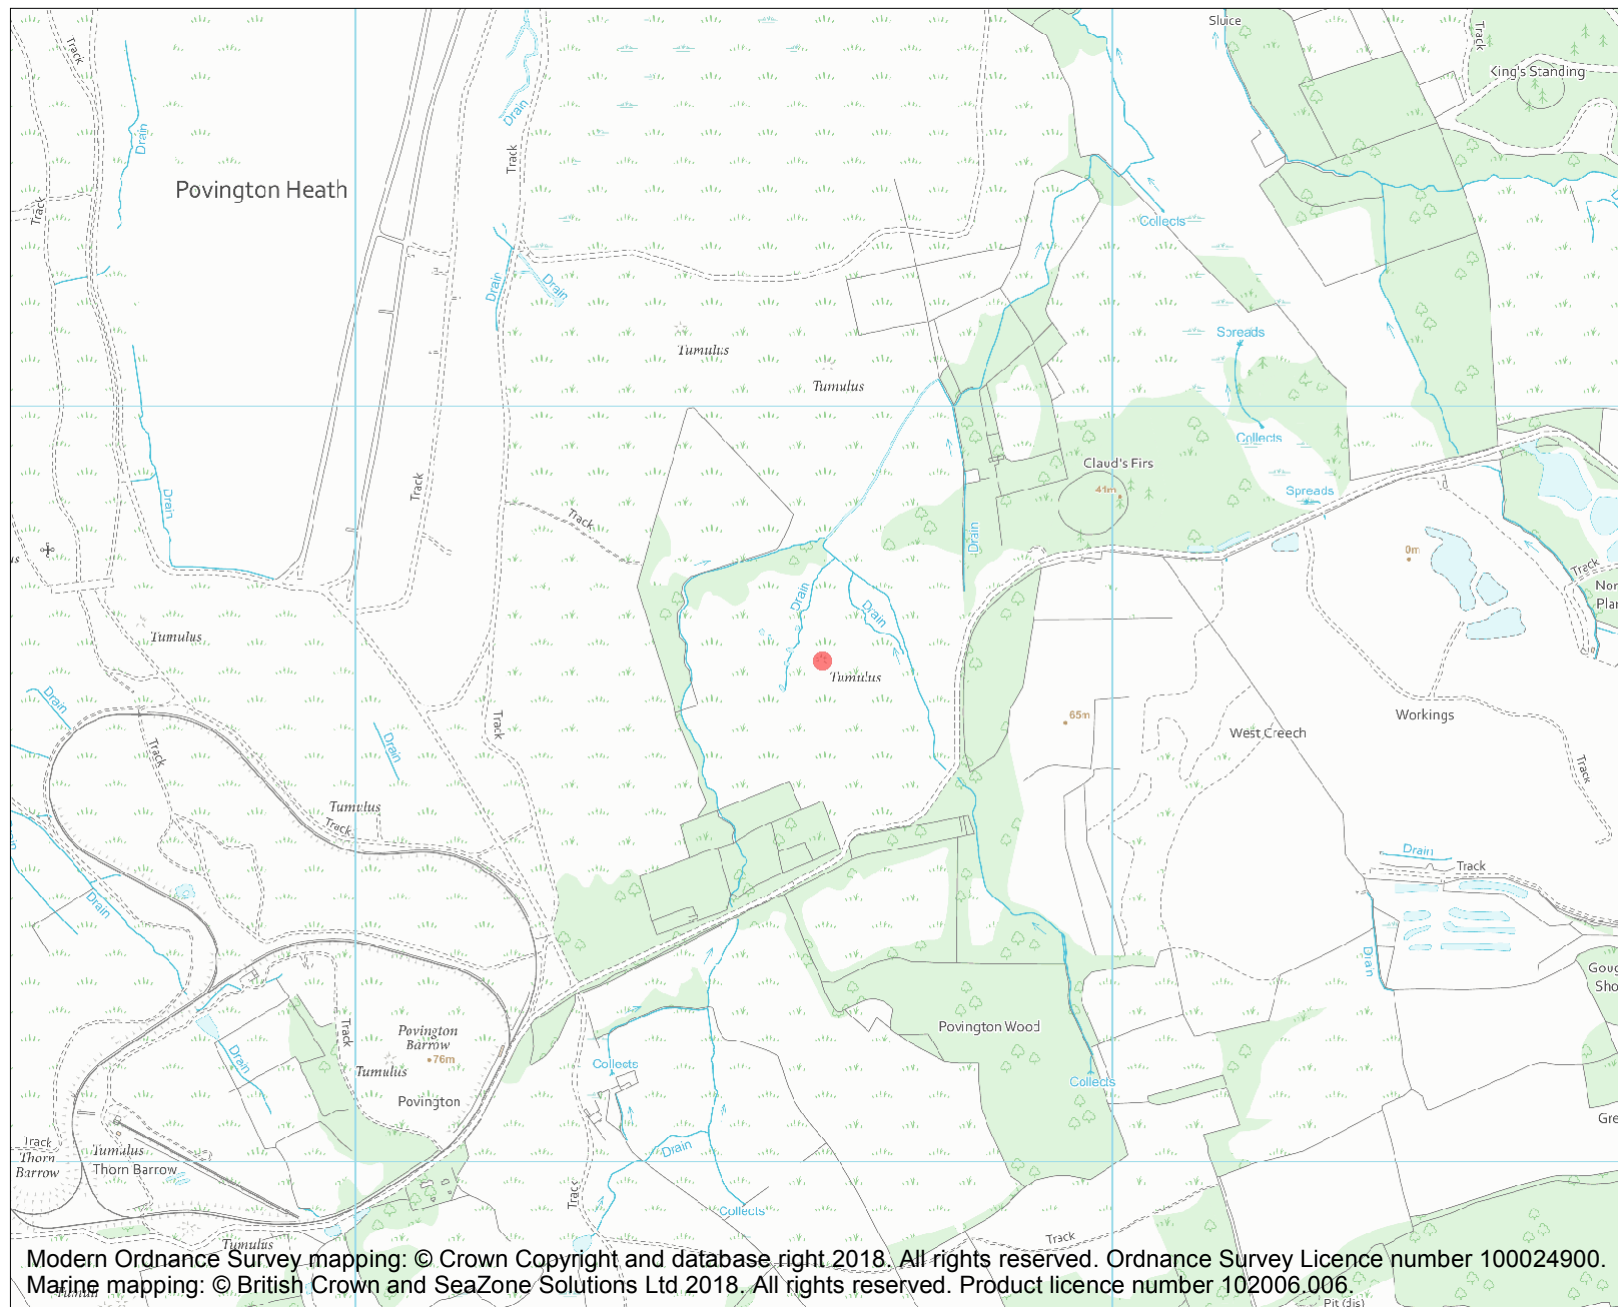 Sluice
Track
Track
King's Standing
Drain
Drain
Track
Povington Heath
Track
Collects
Drain
Drain
Spreads
Tumulus
Tumulus
Collects
Claud's Firs
41m
Track
Spreads
Drain
Track
Drain
0m
Track
Drain
Drain
Tumulus
Tumulus
Drain
65m
Workings
Track
West Creech
Drain
Track
Track
Tumulus
Track
Drain
Track
Drain
Drain
Povington Wood
Track
Povington
Barrow
76m
Drain
Collects
Tumulus
Collects
Povington
Track
Drain
Tumulus
Thorn
Barrow
Thorn Barrow
Track
Collects
Track
Tumulus
Modern Ordnance Survey mapping: © Crown Copyright and database right 2018. All rights reserved. Ordnance Survey Licence number 100024900.
Marine mapping: © British Crown and SeaZone Solutions Ltd 2018. All rights reserved. Product licence number 102006.006.
Pit (dis)